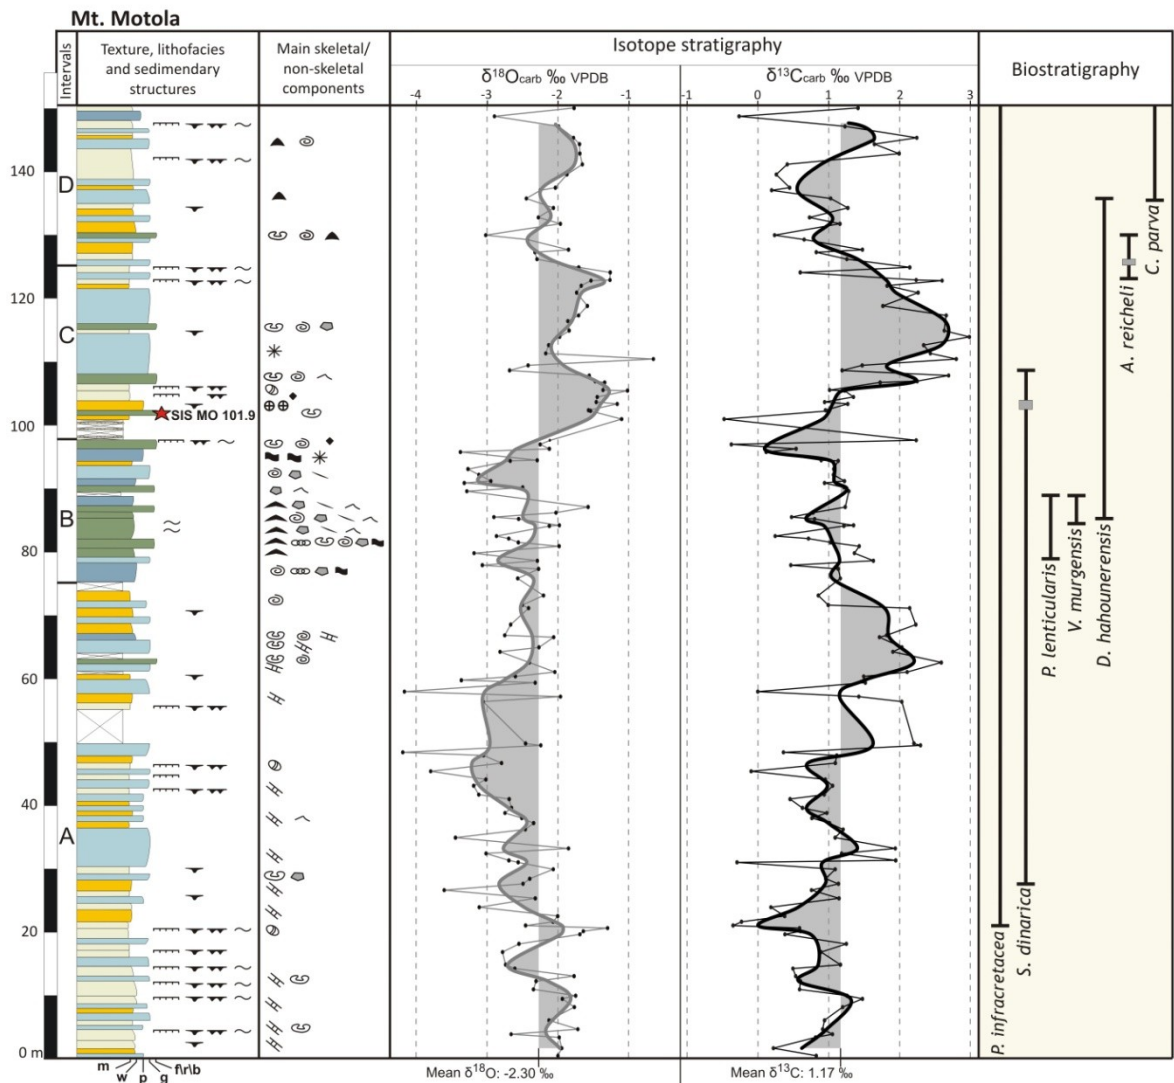 Mt. Motola
Intervals
Texture, lithofacies
and sedimendary
structures
Main skeletal/
non-skeletal
components
Isotope stratigraphy
δ18Ocarb ‰ VPDB
-4 -3 -2 -1
δ13Ccarb ‰ VPDB
-1 0 1 2 3
Biostratigraphy
140
120
100
80
60
40
20
0 m
D
C
B
A
SIS MO 101.9
P. infracretacea
S. dinarica
P. lenticularis
V. murgensis
D. hahounerensis
A. reicheli
C. parva
m w p g f\r\b
Mean δ18O: -2.30 ‰
Mean δ13C: 1.17 ‰